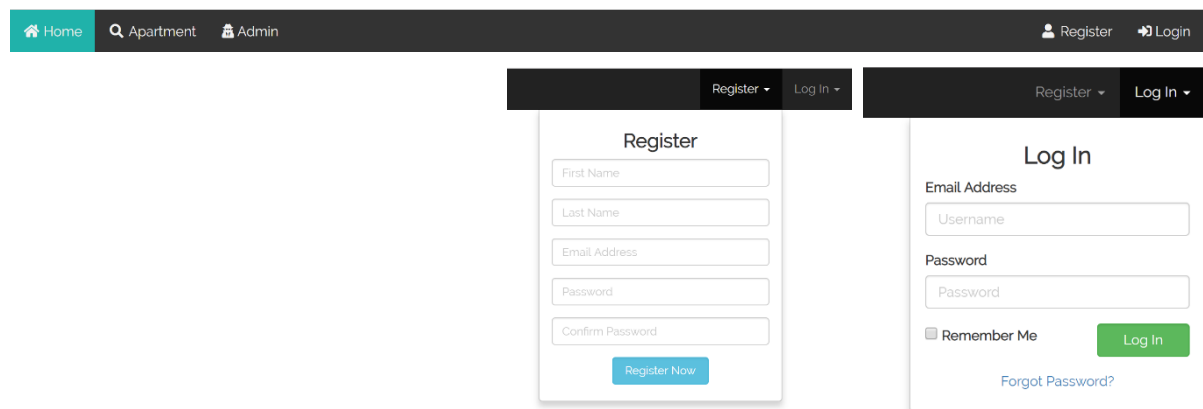 Home Apartment Admin Register Login
Register Log In
Register
First Name
Last Name
Email Address
Password
Confirm Password
Register Now
Register Log In
Log In
Email Address
Username
Password
Password
Remember Me Log In
Forgot Password?